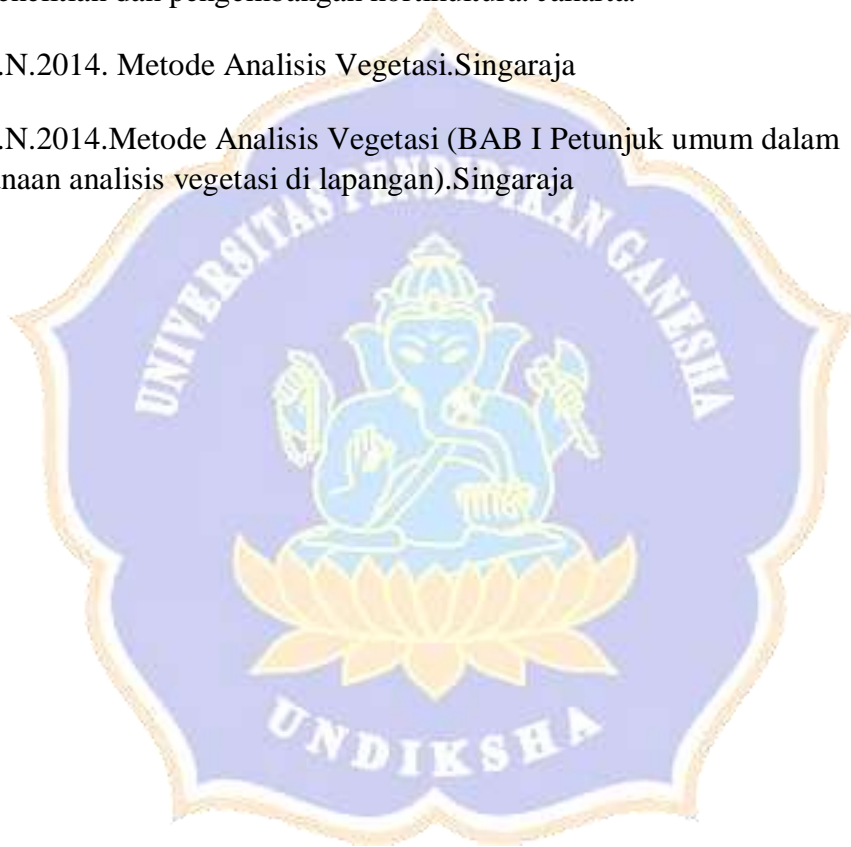 dan pengembangan hortikultura. Jakarta.
.N.2014. Metode Analisis Vegetasi.Singaraja
.N.2014.Metode Analisis Vegetasi (BAB I Petunjuk umum dalam
naan analisis vegetasi di lapangan).Singaraja
UNIVERSITAS PENDIDIKAN GANESHA
UNDIKSHA